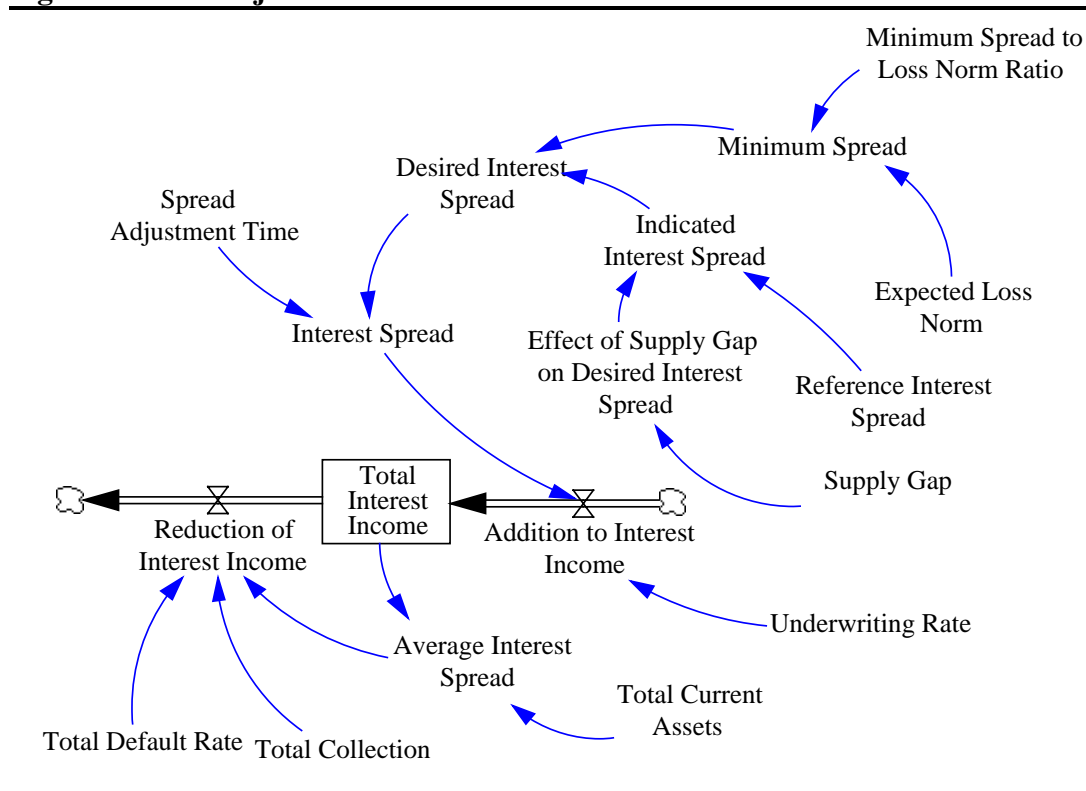 Minimum Spread to
Loss Norm Ratio
Minimum Spread
Desired Interest
Spread
Spread
Adjustment Time
Indicated
Interest Spread
Expected Loss
Norm
Interest Spread
Effect of Supply Gap
on Desired Interest
Spread
Reference Interest
Spread
Supply Gap
Total
Interest
Income
Reduction of
Interest Income
Addition to Interest
Income
Underwriting Rate
Average Interest
Spread
Total Current
Assets
Total Default Rate
Total Collection